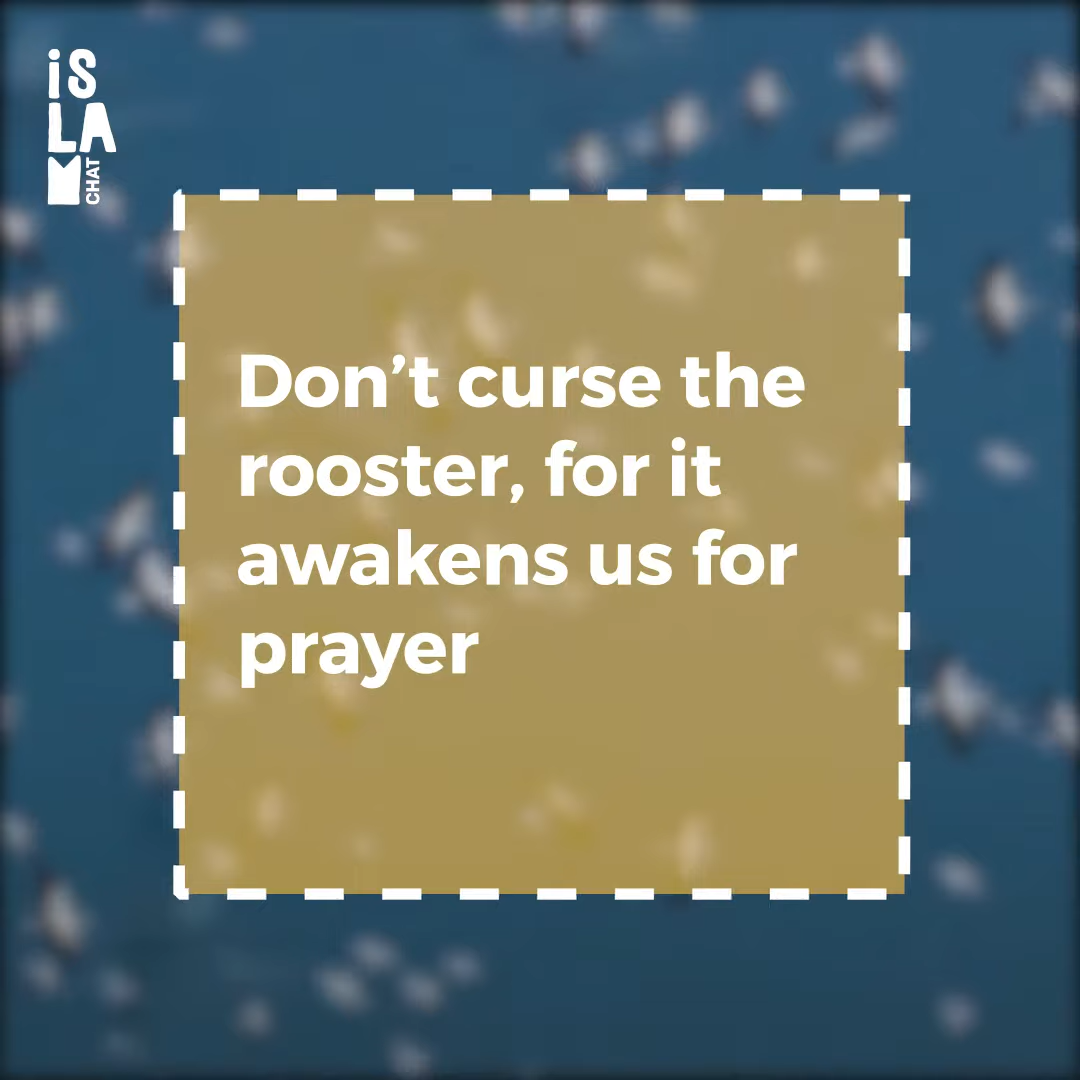 iS
LA
M CHAT
Don’t curse the
rooster, for it
awakens us for
prayer